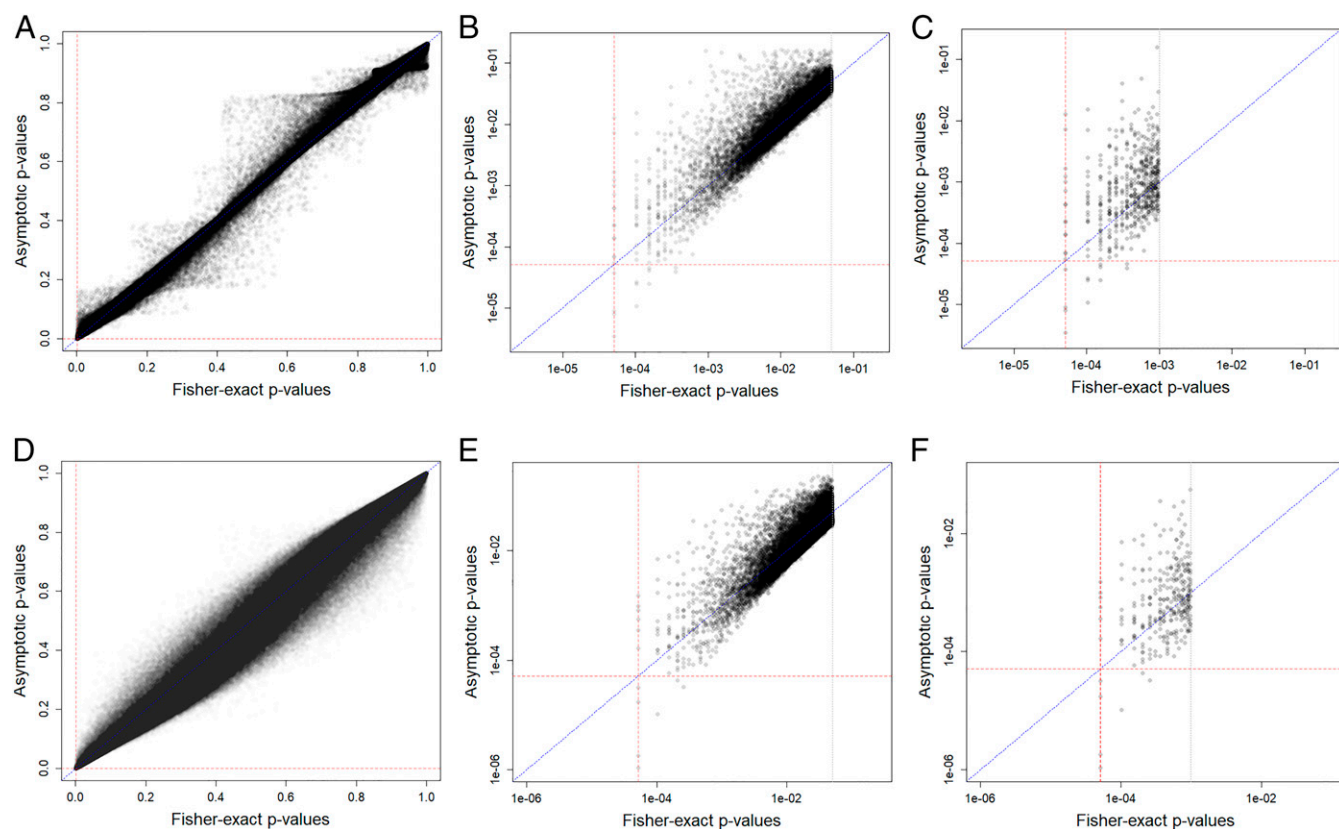 A
Asymptotic p-values
0.0 0.2 0.4 0.6 0.8 1.0
0.0 0.2 0.4 0.6 0.8 1.0
Fisher-exact p-values
B
Asymptotic p-values
1e-05 1e-04 1e-03 1e-02 1e-01
1e-05 1e-04 1e-03 1e-02 1e-01
Fisher-exact p-values
C
Asymptotic p-values
1e-05 1e-04 1e-03 1e-02 1e-01
1e-05 1e-04 1e-03 1e-02 1e-01
Fisher-exact p-values
D
Asymptotic p-values
0.0 0.2 0.4 0.6 0.8 1.0
0.0 0.2 0.4 0.6 0.8 1.0
Fisher-exact p-values
E
Asymptotic p-values
1e-06 1e-04 1e-02
1e-06 1e-04 1e-02
Fisher-exact p-values
F
Asymptotic p-values
1e-06 1e-04 1e-02
1e-06 1e-04 1e-02
Fisher-exact p-values